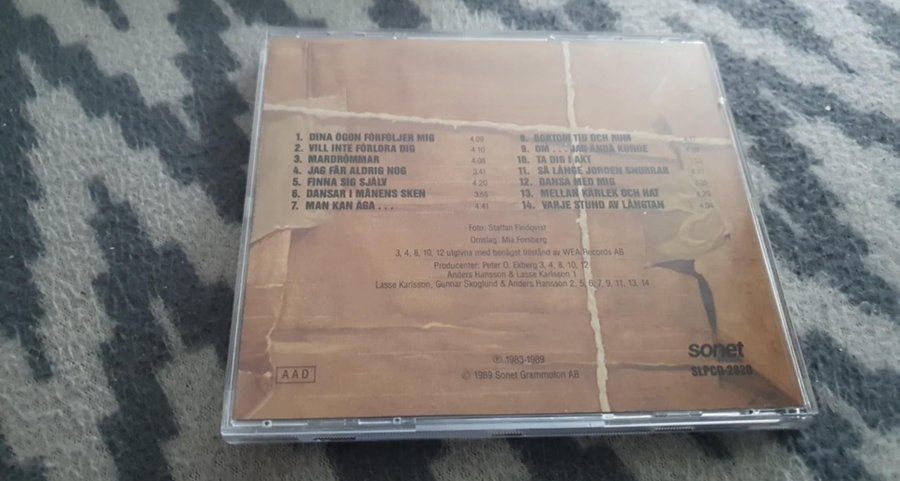 1. DINA ÖGON FÖRFÖLJER MIG 4.09
2. VILL INTE FÖRLORA DIG 4.10
3. MARDRÖMMAR 4.08
4. JAG FÅR ALDRIG NOG 3.41
5. FINNA SIG SJÄLV 4.20
6. DANSAR I MÅNENS SKEN 3.55
7. MAN KAN ÄGA . . . 4.41
8. BORTOM TID OCH RUM
9. OM . . . JAG ÄNDÅ KUNDE
10. TA DIG I AKT
11. SÅ LÄNGE JORDEN SNURRAR
12. DANSA MED MIG
13. MELLAN KÄRLEK OCH HAT
14. VARJE STUND AV LÄNGTAN 4.04
Foto: Staffan Findqvist
Omslag: Mia Forsberg
3, 4, 8, 10, 12 utgivna med benäget tillstånd av WEA Records AB
Producenter: Peter O. Ekberg 3, 4, 8, 10, 12
Anders Hansson & Lasse Karlsson 1
Lasse Karlsson, Gunnar Skoglund & Anders Hansson 2, 5, 6, 7, 9, 11, 13, 14
AAD
℗ 1983-1989
© 1989 Sonet Grammofon AB
sonet
SLPCD-2820